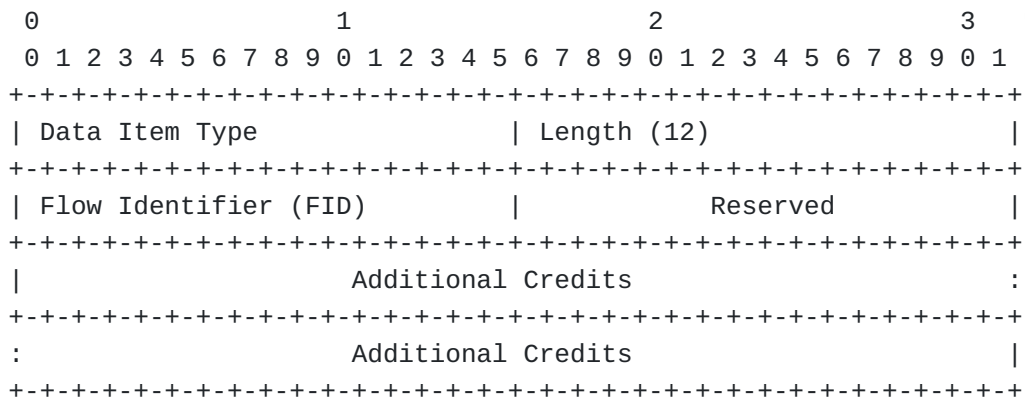 0                   1                   2                   3
 0 1 2 3 4 5 6 7 8 9 0 1 2 3 4 5 6 7 8 9 0 1 2 3 4 5 6 7 8 9 0 1
+-+-+-+-+-+-+-+-+-+-+-+-+-+-+-+-+-+-+-+-+-+-+-+-+-+-+-+-+-+-+-+-+
| Data Item Type                | Length (12)                   |
+-+-+-+-+-+-+-+-+-+-+-+-+-+-+-+-+-+-+-+-+-+-+-+-+-+-+-+-+-+-+-+-+
| Flow Identifier (FID)         |            Reserved           |
+-+-+-+-+-+-+-+-+-+-+-+-+-+-+-+-+-+-+-+-+-+-+-+-+-+-+-+-+-+-+-+-+
|                     Additional Credits                        :
+-+-+-+-+-+-+-+-+-+-+-+-+-+-+-+-+-+-+-+-+-+-+-+-+-+-+-+-+-+-+-+-+
:                     Additional Credits                        |
+-+-+-+-+-+-+-+-+-+-+-+-+-+-+-+-+-+-+-+-+-+-+-+-+-+-+-+-+-+-+-+-+